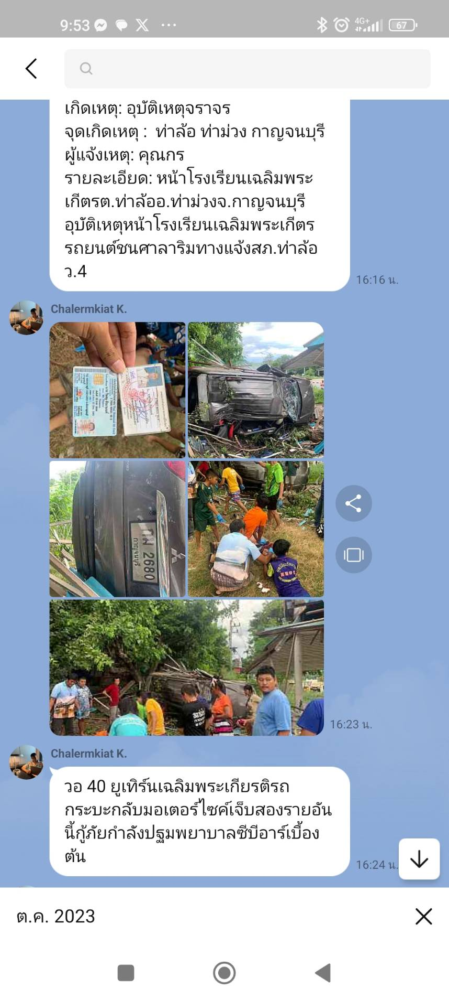 9:53
4G+
67
เกิดเหตุ: อุบัติเหตุจราจร
จุดเกิดเหตุ : ท่าล้อ ท่าม่วง กาญจนบุรี
ผู้แจ้งเหตุ: คุณกร
รายละเอียด: หน้าโรงเรียนเฉลิมพระ
เกีตรต.ท่าล้ออ.ท่าม่วงจ.กาญจนบุรี
อุบัติเหตุหน้าโรงเรียนเฉลิมพระเกีตร
รถยนต์ชนศาลาริมทางแจ้งสภ.ท่าล้อ
ว.4
16:16 น.
Chalermkiat K.
2680
กาญจนบุรี
16:23 น.
Chalermkiat K.
วอ 40 ยูเทิร์นเฉลิมพระเกียรติรถ
กระบะกลับมอเตอร์ไซค์เจ็บสองรายอัน
นี้กู้ภัยกำลังปฐมพยาบาลซีบีอาร์เบื้อง
ต้น
16:24 น.
ต.ค. 2023